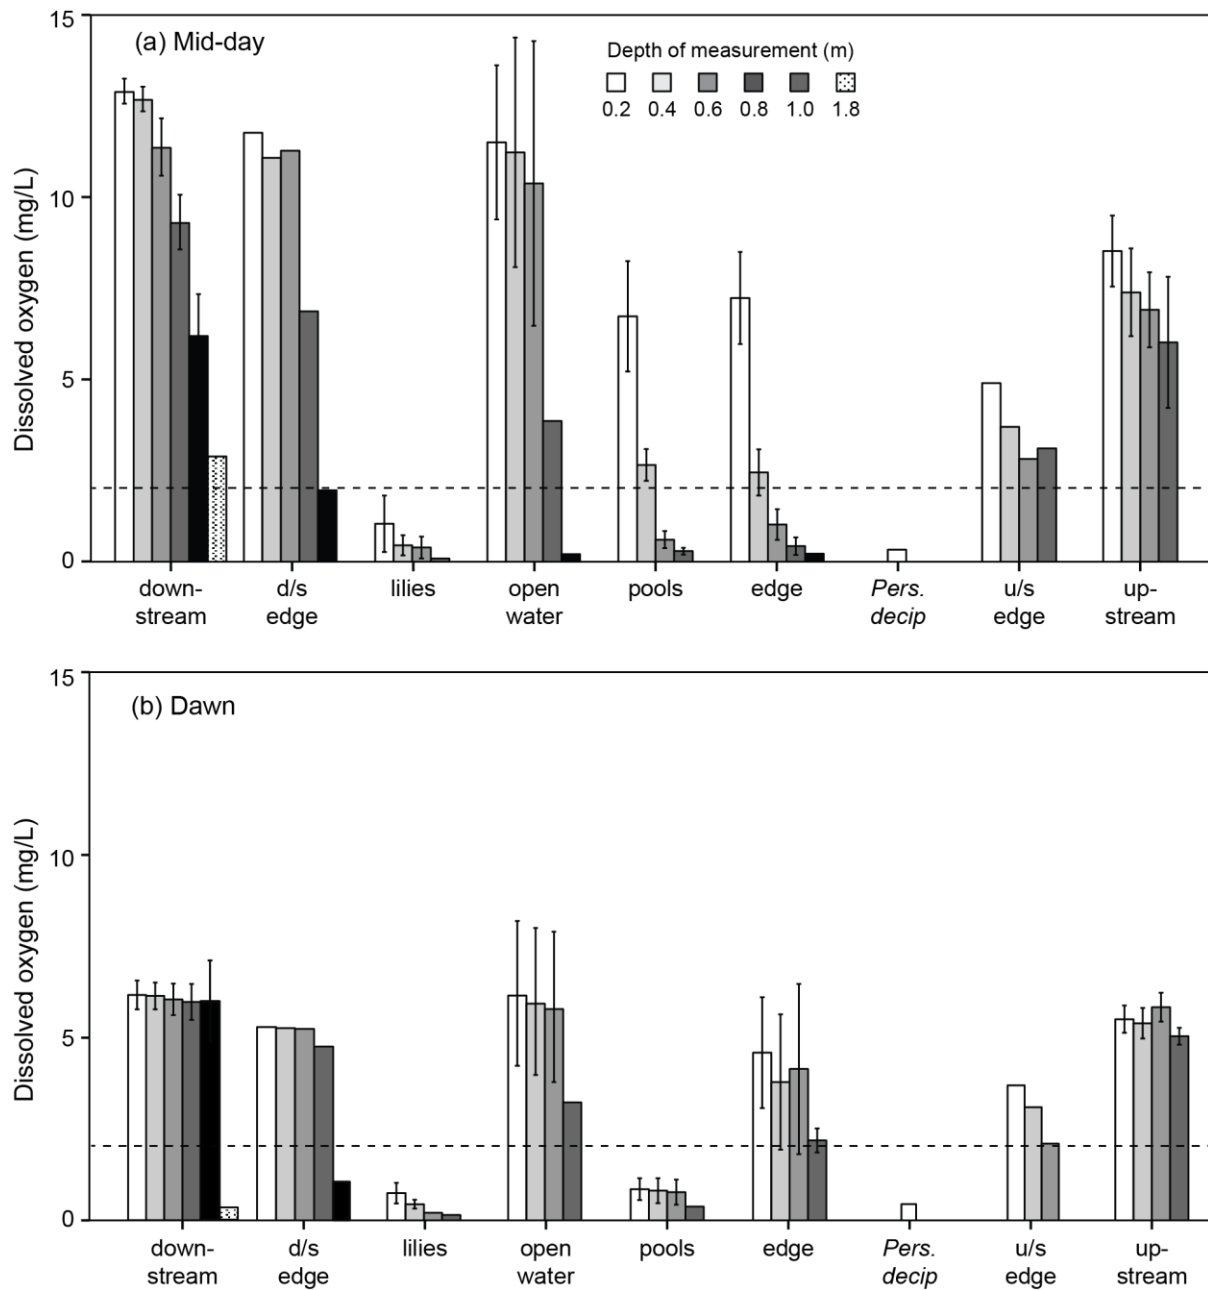 15
(a) Mid-day
Depth of measurement (m)
0.2 0.4 0.6 0.8 1.0 1.8
10
Dissolved oxygen (mg/L)
5
0
down-
stream
d/s
edge
lilies
open
water
pools
edge
Pers.
decip
u/s
edge
up-
stream
15
(b) Dawn
10
Dissolved oxygen (mg/L)
5
0
down-
stream
d/s
edge
lilies
open
water
pools
edge
Pers.
decip
u/s
edge
up-
stream